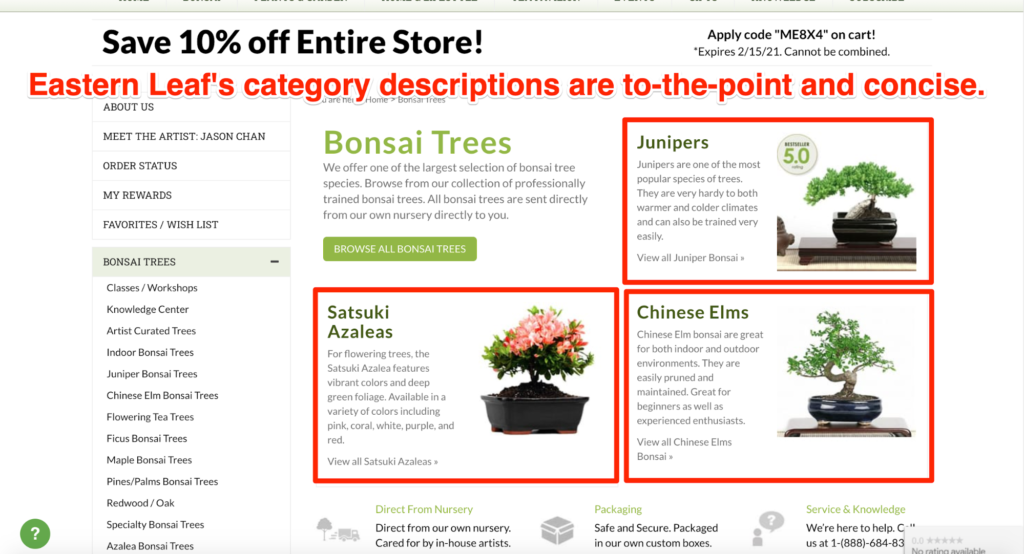 Save 10% off Entire Store!
Apply code "ME8X4" on cart!
*Expires 2/15/21. Cannot be combined.
Eastern Leaf's category descriptions are to-the-point and concise.
Home > Bonsai Trees
ABOUT US
MEET THE ARTIST: JASON CHAN
ORDER STATUS
MY REWARDS
FAVORITES / WISH LIST
BONSAI TREES
Classes / Workshops
Knowledge Center
Artist Curated Trees
Indoor Bonsai Trees
Juniper Bonsai Trees
Chinese Elm Bonsai Trees
Flowering Tea Trees
Ficus Bonsai Trees
Maple Bonsai Trees
Pines/Palms Bonsai Trees
Redwood / Oak
Specialty Bonsai Trees
Azalea Bonsai Trees
Bonsai Trees
We offer one of the largest selection of bonsai tree
species. Browse from our collection of professionally
trained bonsai trees. All bonsai trees are sent directly
from our own nursery directly to you.
BROWSE ALL BONSAI TREES
Junipers
Junipers are one of the most
popular species of trees.
They are very hardy to both
warmer and colder climates
and can also be trained very
easily.
View all Juniper Bonsai »
BESTSELLER
5.0
rating
Satsuki
Azaleas
For flowering trees, the
Satsuki Azalea features
vibrant colors and deep
green foliage. Available in a
variety of colors including
pink, coral, white, purple, and
red.
View all Satsuki Azaleas »
Chinese Elms
Chinese Elm bonsai are great
for both indoor and outdoor
environments. They are
easily pruned and
maintained. Great for
beginners as well as
experienced enthusiasts.
View all Chinese Elms
Bonsai »
Direct From Nursery
Direct from our own nursery.
Cared for by in-house artists.
Packaging
Safe and Secure. Packaged
in our own custom boxes.
Service & Knowledge
We're here to help.
us at 1-(888)-684-83
0.0 ★★★★★
No rating available
?